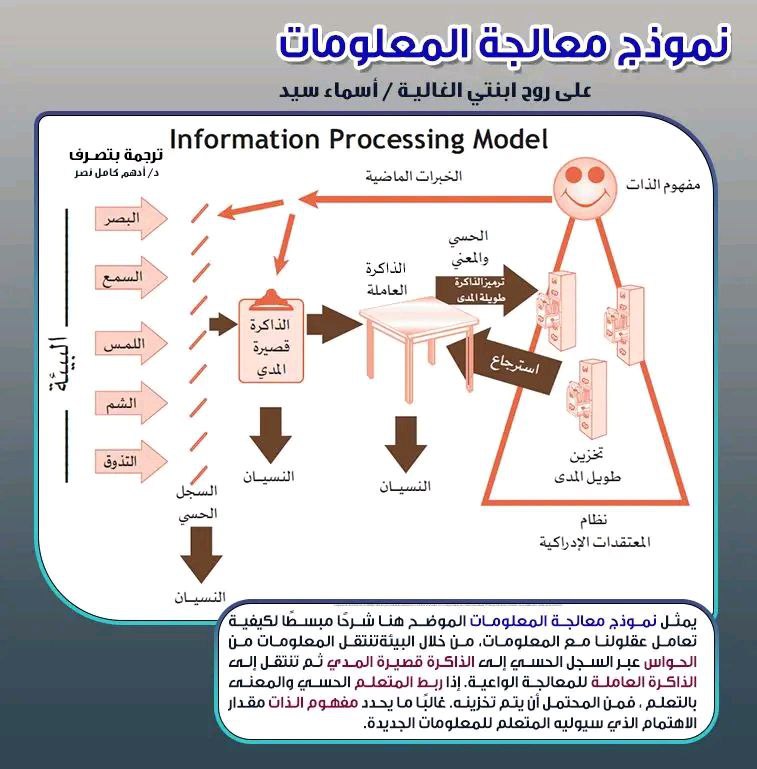 نموذج معالجة المعلومات
على روح ابنتي الغالية / أسماء سيد
Information Processing Model
ترجمة بتصرف
د/ أدهم كامل نصر
الخبرات الماضية
مفهوم الذات
البيئة
البصر
السمع
اللمس
الشم
التذوق
السجل
الحسي
النسيان
الذاكرة
قصيرة
المدي
النسيان
الذاكرة
العاملة
النسيان
الحسي
والمعني
ترميز الذاكرة
طويلة المدى
استرجاع
تخزين
طويل المدى
نظام
المعتقدات الإدراكية
يمثل نموذج معالجة المعلومات الموضح هنا شرحًا مبسطًا لكيفية
تعامل عقولونا مع المعلومات، من خلال البيئةتنتقل المعلومات من
الحواس عبر السجل الحسي إلى الذاكرة قصيرة المدي ثم تنتقل إلى
الذاكرة العاملة للمعالجة الواعية. إذا ربط المتعلم الحسي والمعنى
بالتعلم ، فمن المحتمل أن يتم تخزينه. غالبًا ما يحدد مفهوم الذات مقدار
الاهتمام الذي سيوليه المتعلم للمعلومات الجديدة.